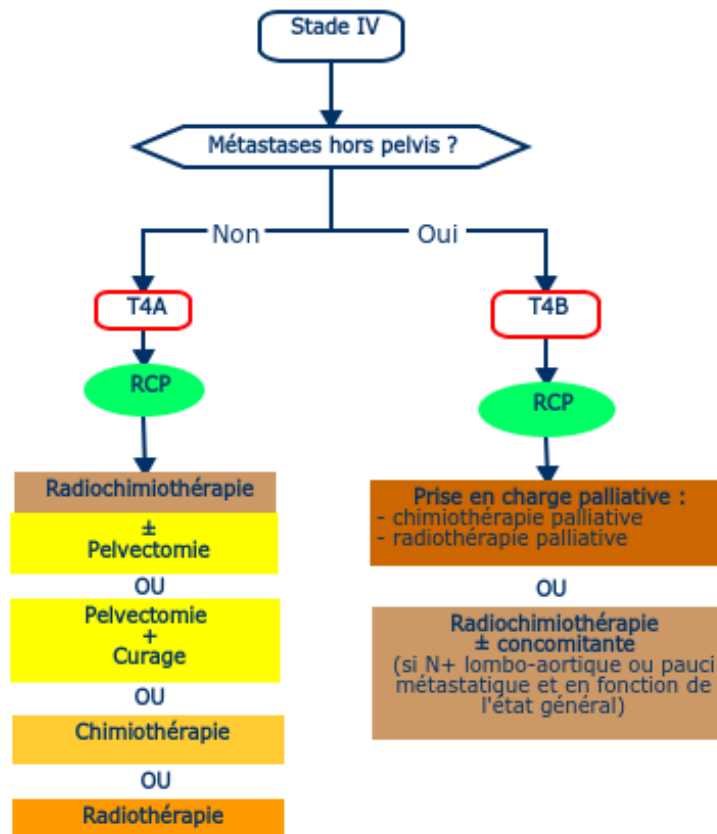 Stade IV
Métastases hors pelvis ?
Non
Oui
T4A
T4B
RCP
RCP
Radiochimiothérapie
±
Pelvectomie
OU
Pelvectomie
+
Curage
OU
Chimiothérapie
OU
Radiothérapie
Prise en charge palliative :
- chimiothérapie palliative
- radiothérapie palliative
OU
Radiochimiothérapie
± concomitante
(si N+ lombo-aortique ou pauci
métastatigue et en fonction de
l'état général)